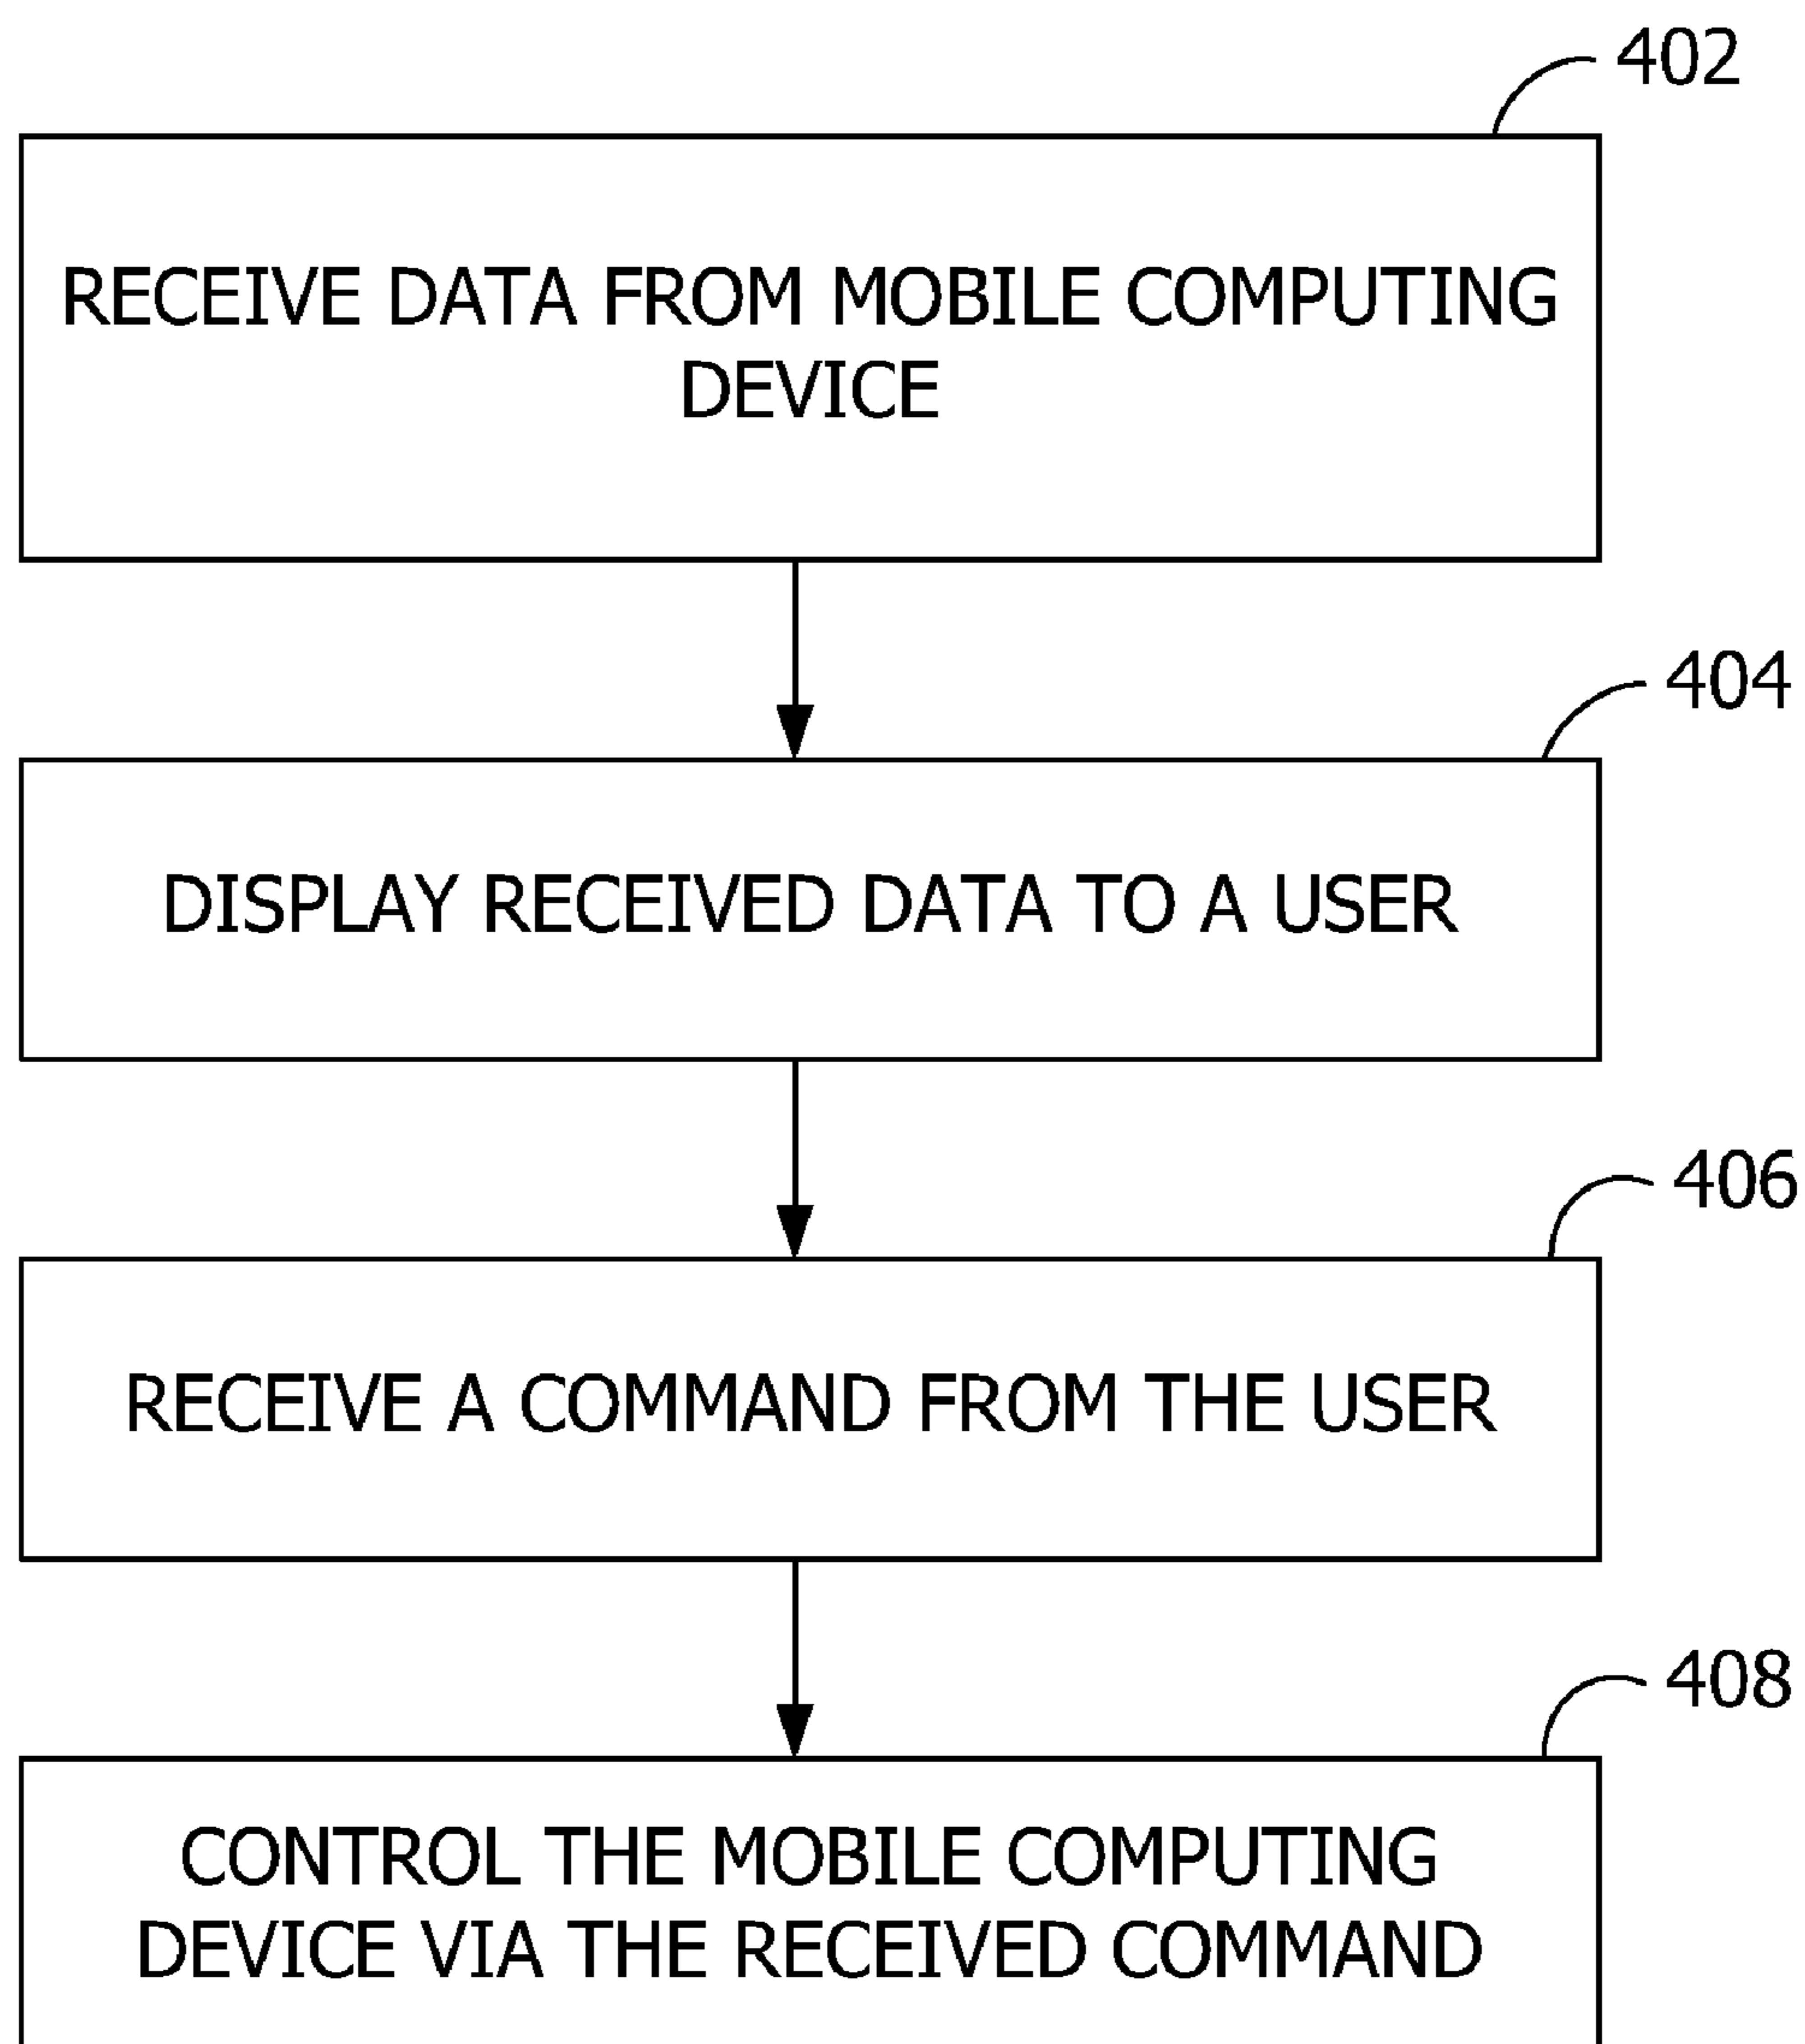 402
RECEIVE DATA FROM MOBILE COMPUTING
DEVICE
404
DISPLAY RECEIVED DATA TO A USER
406
RECEIVE A COMMAND FROM THE USER
408
CONTROL THE MOBILE COMPUTING
DEVICE VIA THE RECEIVED COMMAND